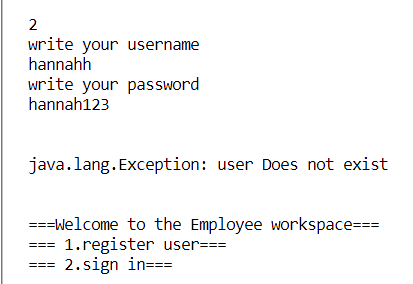 2
write your username
hannahh
write your password
hannah123
java.lang.Exception: user Does not exist
===Welcome to the Employee workspace===
=== 1.register user===
=== 2.sign in===